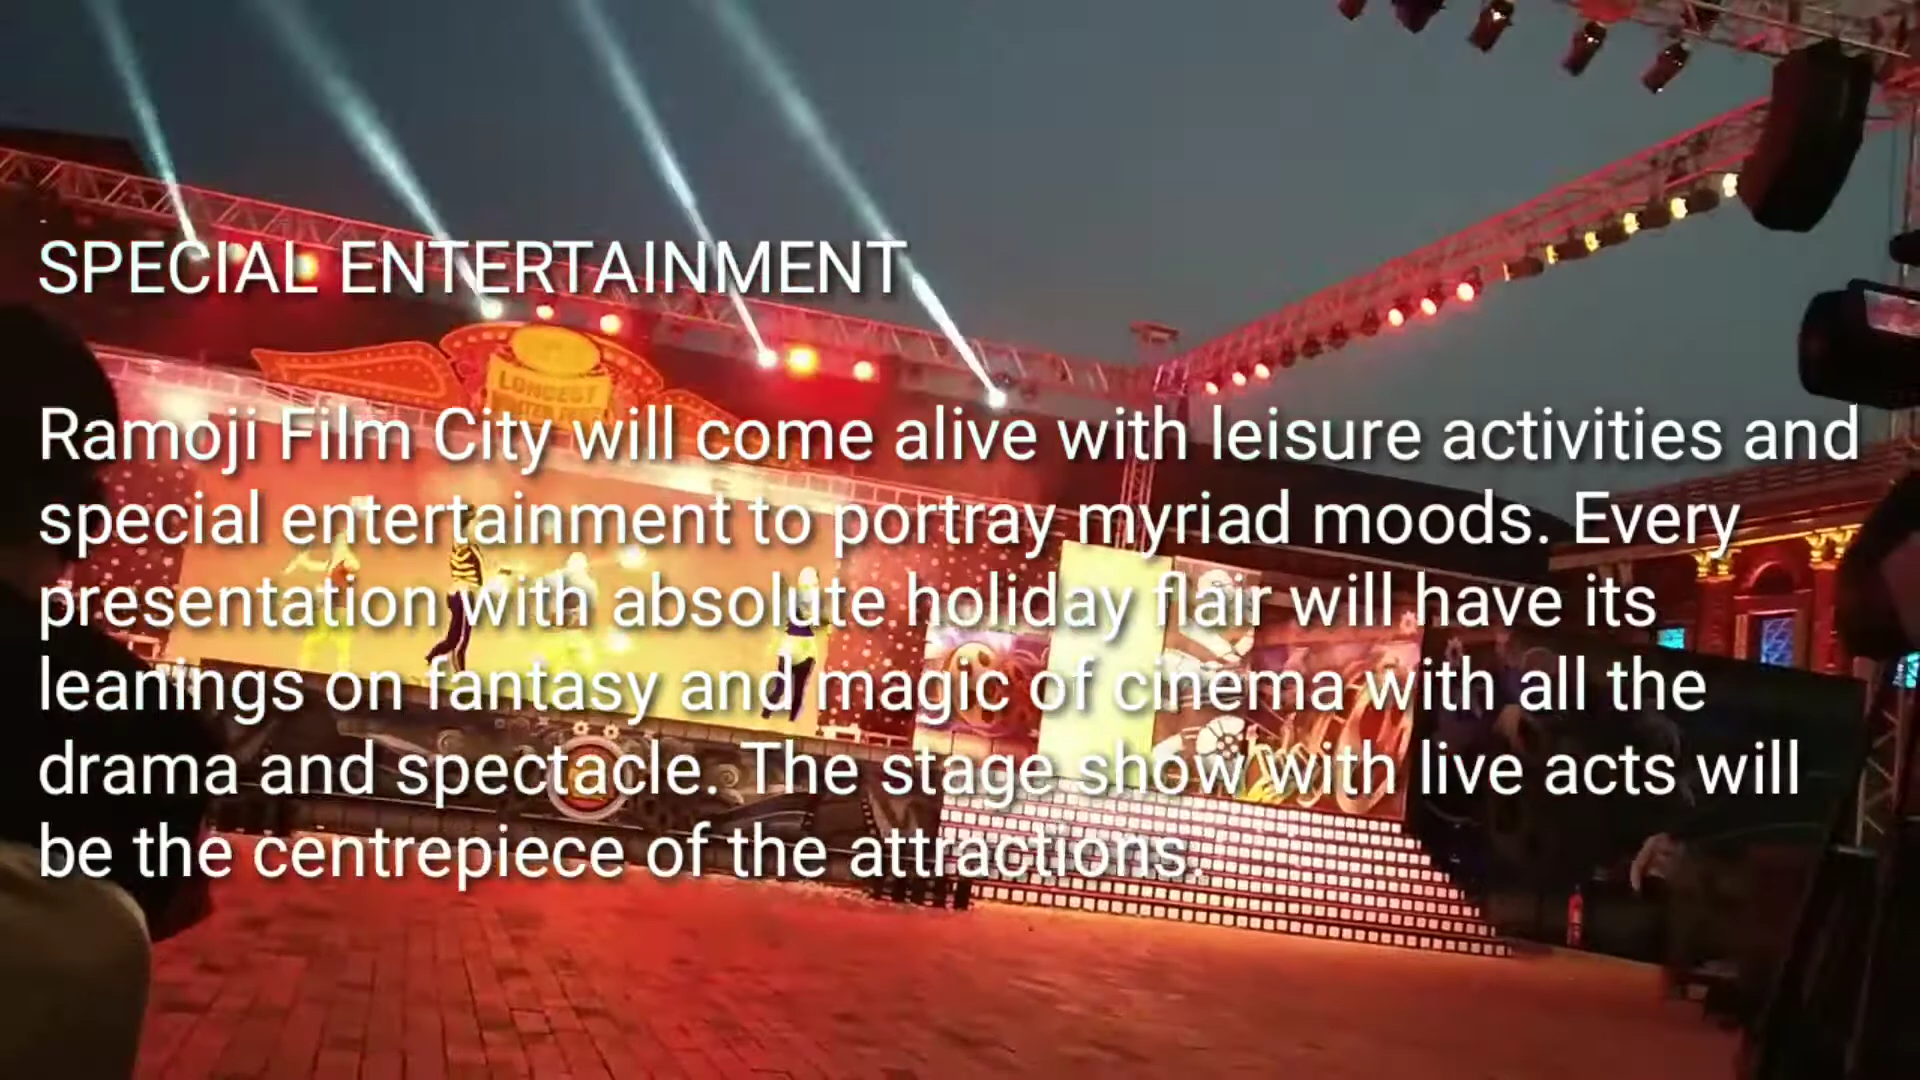 SPECIAL ENTERTAINMENT.
LONGEST
Ramoji Film City will come alive with leisure activities and
special entertainment to portray myriad moods. Every
presentation with absolute holiday flair will have its
leanings on fantasy and magic of cinema with all the
drama and spectacle. The stage show with live acts will
be the centrepiece of the attractions.